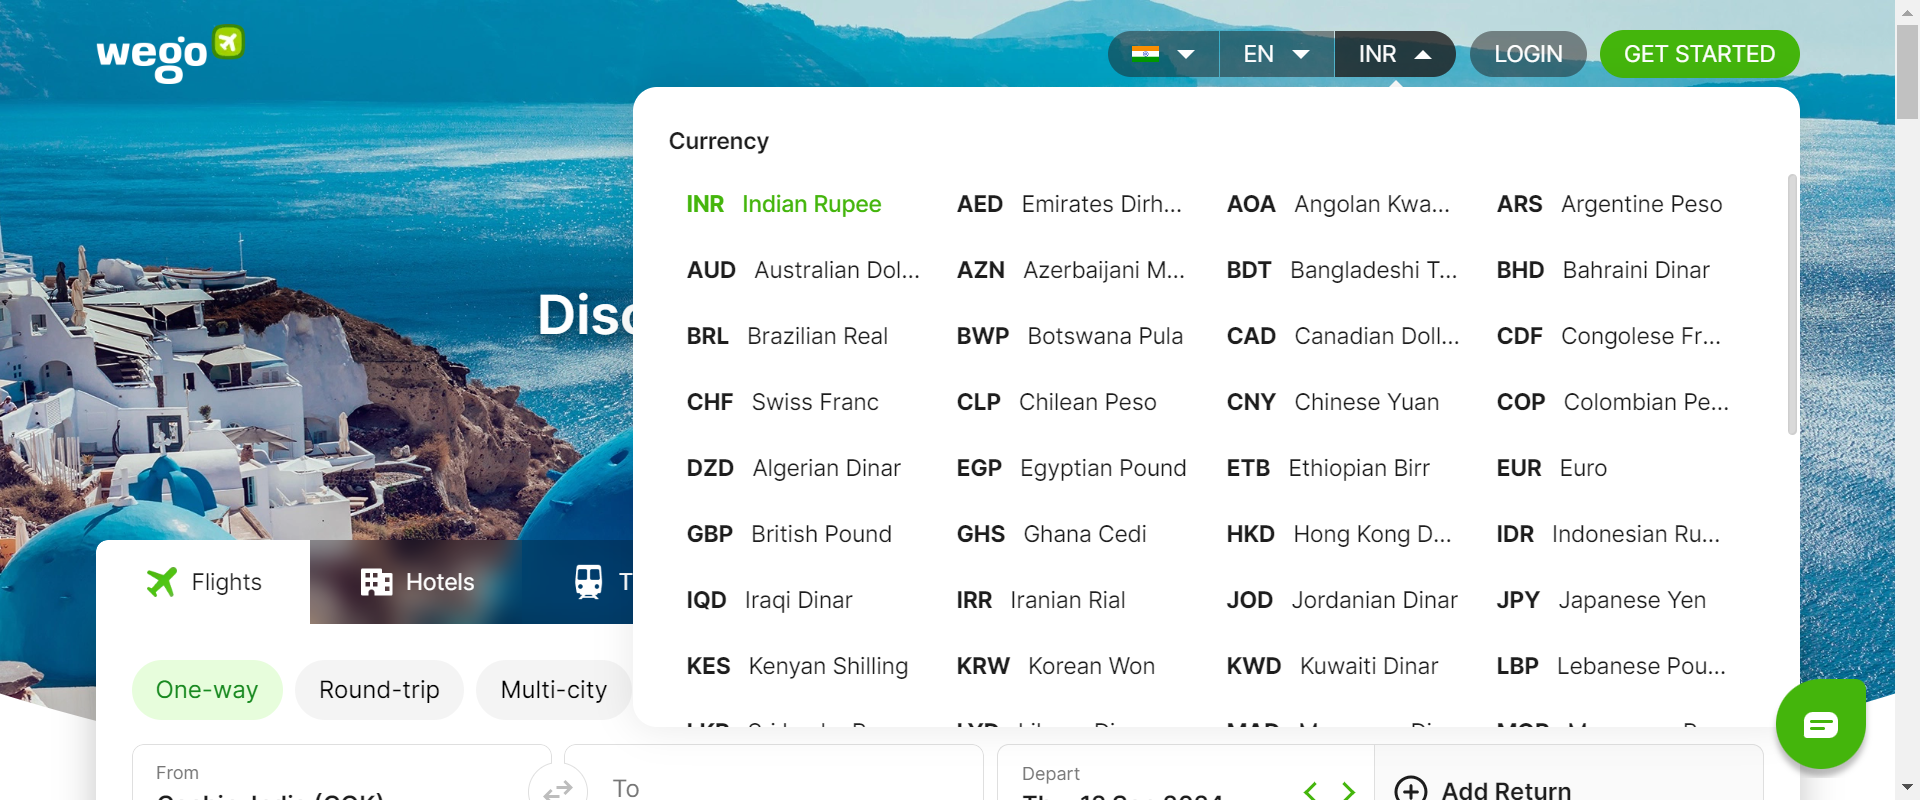 wego
EN
INR
LOGIN
GET STARTED
Currency
INR Indian Rupee
AED Emirates Dirh...
AOA Angolan Kwa...
ARS Argentine Peso
AUD Australian Dol...
AZN Azerbaijani M...
BDT Bangladeshi T...
BHD Bahraini Dinar
BRL Brazilian Real
BWP Botswana Pula
CAD Canadian Doll...
CDF Congolese Fr...
CHF Swiss Franc
CLP Chilean Peso
CNY Chinese Yuan
COP Colombian Pe...
DZD Algerian Dinar
EGP Egyptian Pound
ETB Ethiopian Birr
EUR Euro
GBP British Pound
GHS Ghana Cedi
HKD Hong Kong D...
IDR Indonesian Ru...
IQD Iraqi Dinar
IRR Iranian Rial
JOD Jordanian Dinar
JPY Japanese Yen
KES Kenyan Shilling
KRW Korean Won
KWD Kuwaiti Dinar
LBP Lebanese Pou...
Disc
Flights
Hotels
T
One-way
Round-trip
Multi-city
From
To
Depart
Add Return